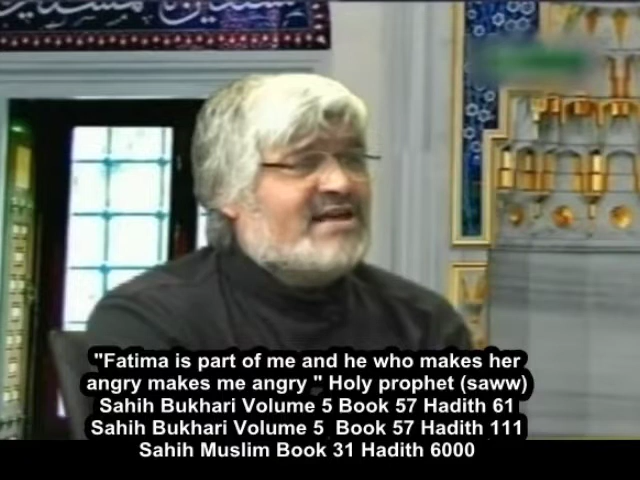 "Fatima is part of me and he who makes her
angry makes me angry " Holy prophet (saww)
Sahih Bukhari Volume 5 Book 57 Hadith 61
Sahih Bukhari Volume 5  Book 57 Hadith 111
Sahih Muslim Book 31 Hadith 6000